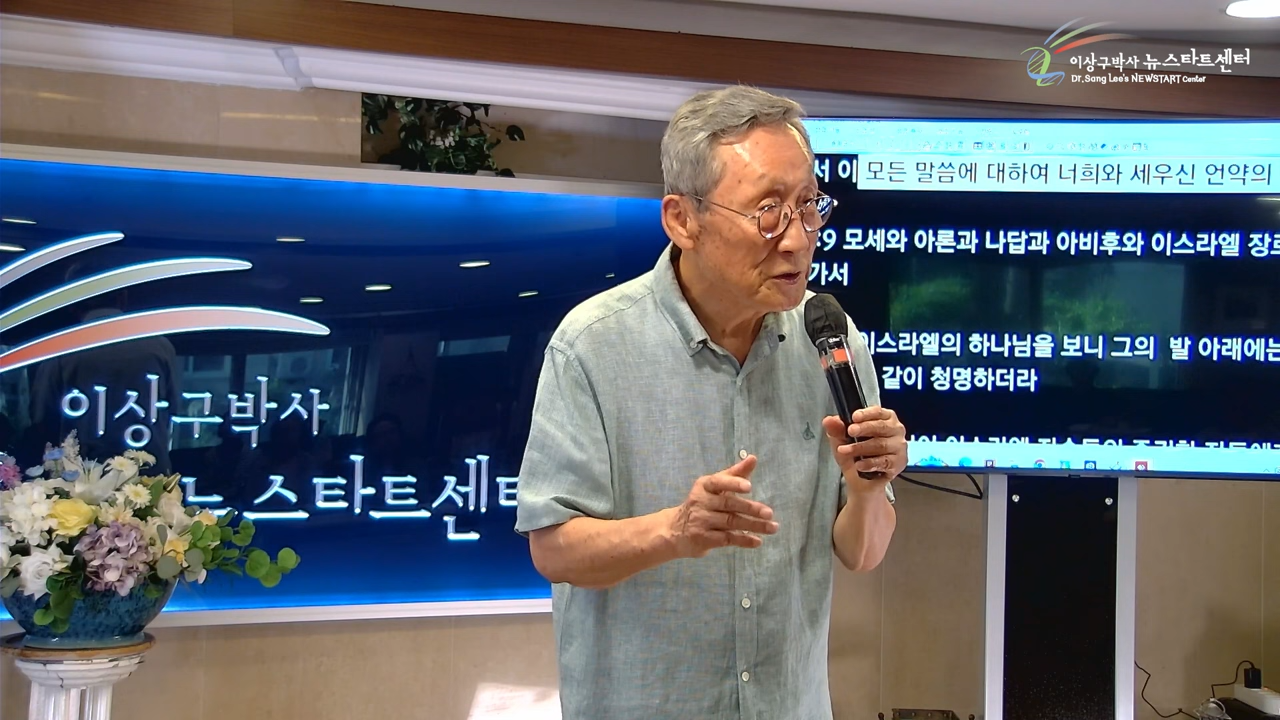 이상구박사 뉴스타트센터
Dr. Sang Lee's NEWSTART Center
서 이 모든 말씀에 대하여 너희와 세우신 언약의
:9 모세와 아론과 나답과 아비후와 이스라엘 장로
가서
이스라엘의 하나님을 보니 그의 발 아래에는
같이 청명하더라
이상구박사
뉴스타트센터